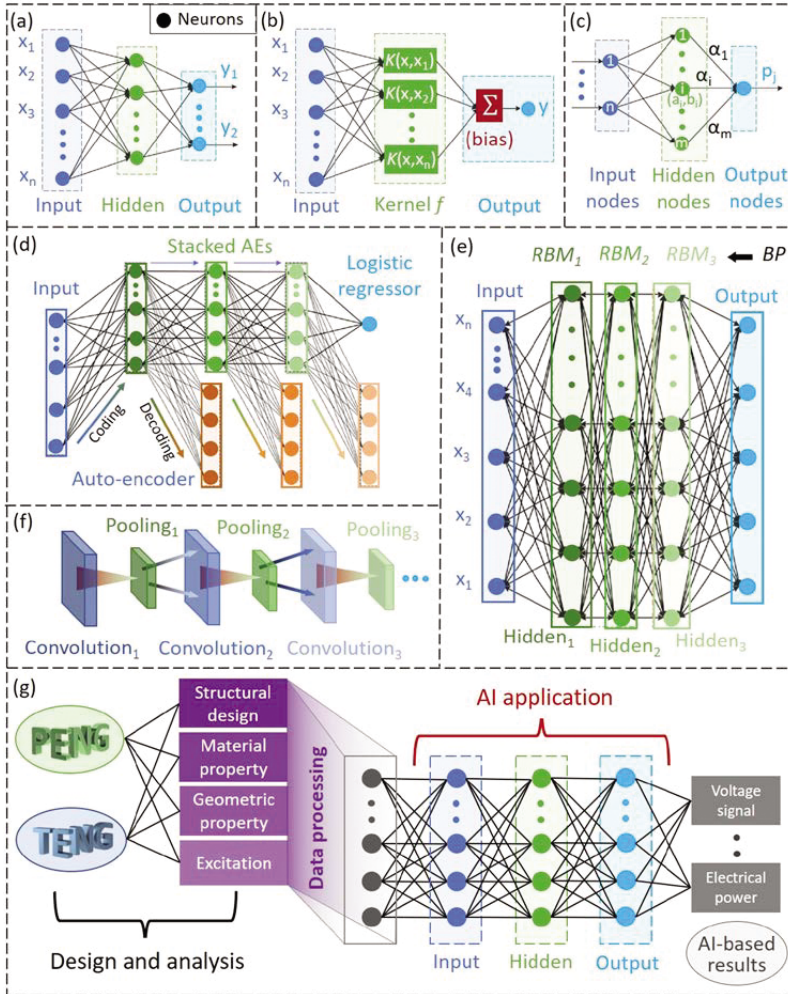 (a)
Neurons
x1
x2
x3
xn
y1
y2
Input
Hidden
Output
(b)
x1
x2
x3
xn
K(x,x1)
K(x,x2)
K(x,xn)
Σ
(bias)
y
Input
Kernel f
Output
(c)
1
n
1
i
(ai,bi)
m
α1
αi
αm
pj
Input
nodes
Hidden
nodes
Output
nodes
(d)
Stacked AEs
Input
Logistic
regressor
Coding
Decoding
Auto-encoder
(e)
RBM1
RBM2
RBM3
BP
Input
Output
xn
x4
x3
x2
x1
Hidden1
Hidden2
Hidden3
(f)
Pooling1
Pooling2
Pooling3
Convolution1
Convolution2
Convolution3
(g)
PENG
TENG
Structural
design
Material
property
Geometric
property
Excitation
Data processing
AI application
Input
Hidden
Output
Voltage
signal
Electrical
power
Design and analysis
AI-based
results